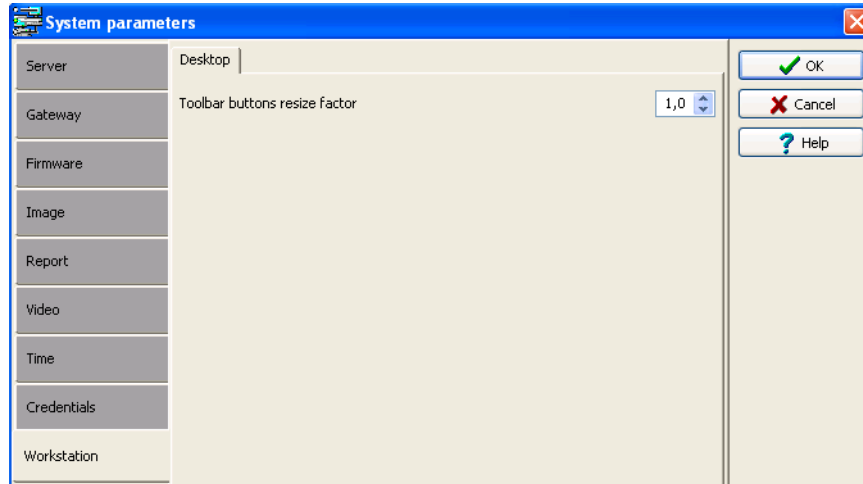 System parameters
Server
Gateway
Firmware
Image
Report
Video
Time
Credentials
Workstation
Desktop
Toolbar buttons resize factor 1,0
OK
Cancel
Help